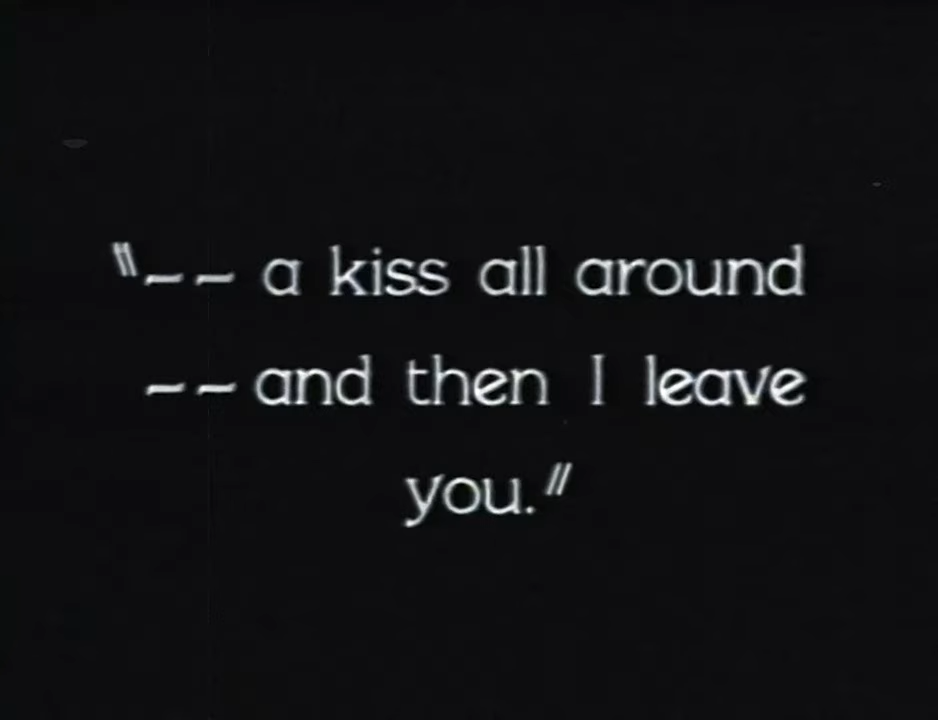 "-- a kiss all around
--and then I leave
you."